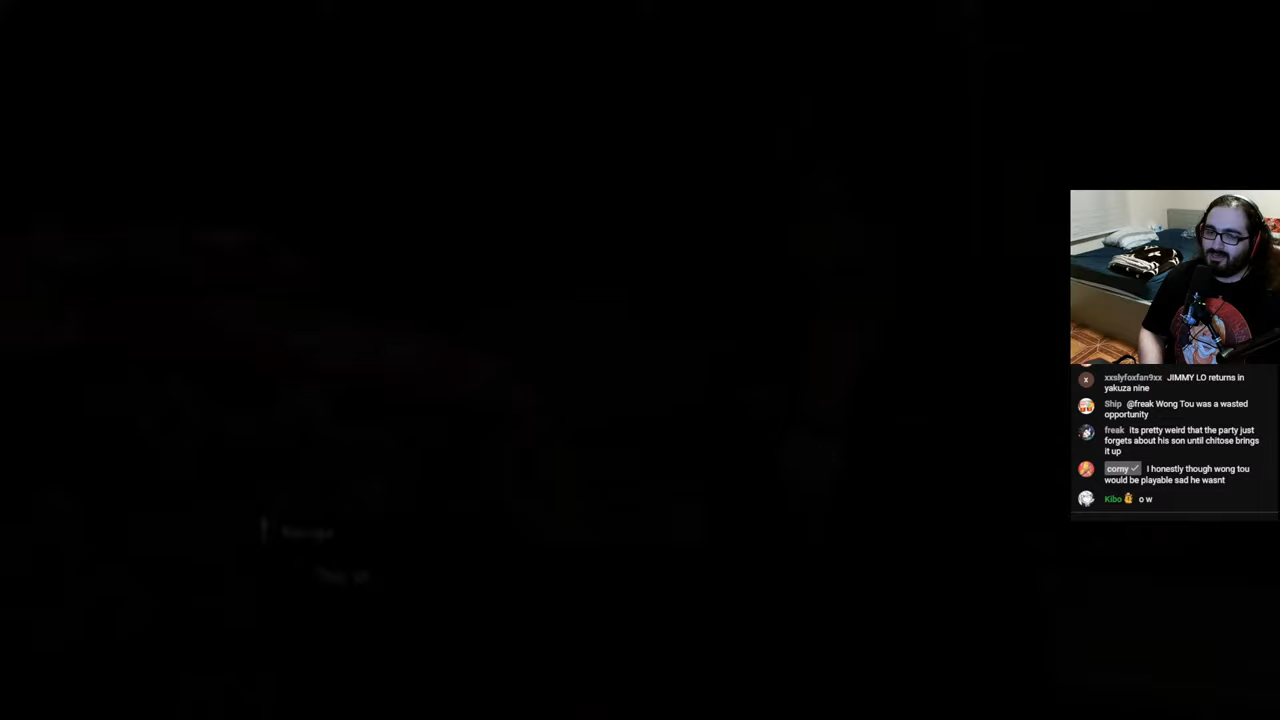 x xxslyfoxfan9xx JIMMY LO returns in
yakuza nine
Ship @freak Wong Tou was a wasted
opportunity
freak its pretty weird that the party just
forgets about his son until chitose brings
it up
corny I honestly though wong tou
would be playable sad he wasnt
Kibo o w